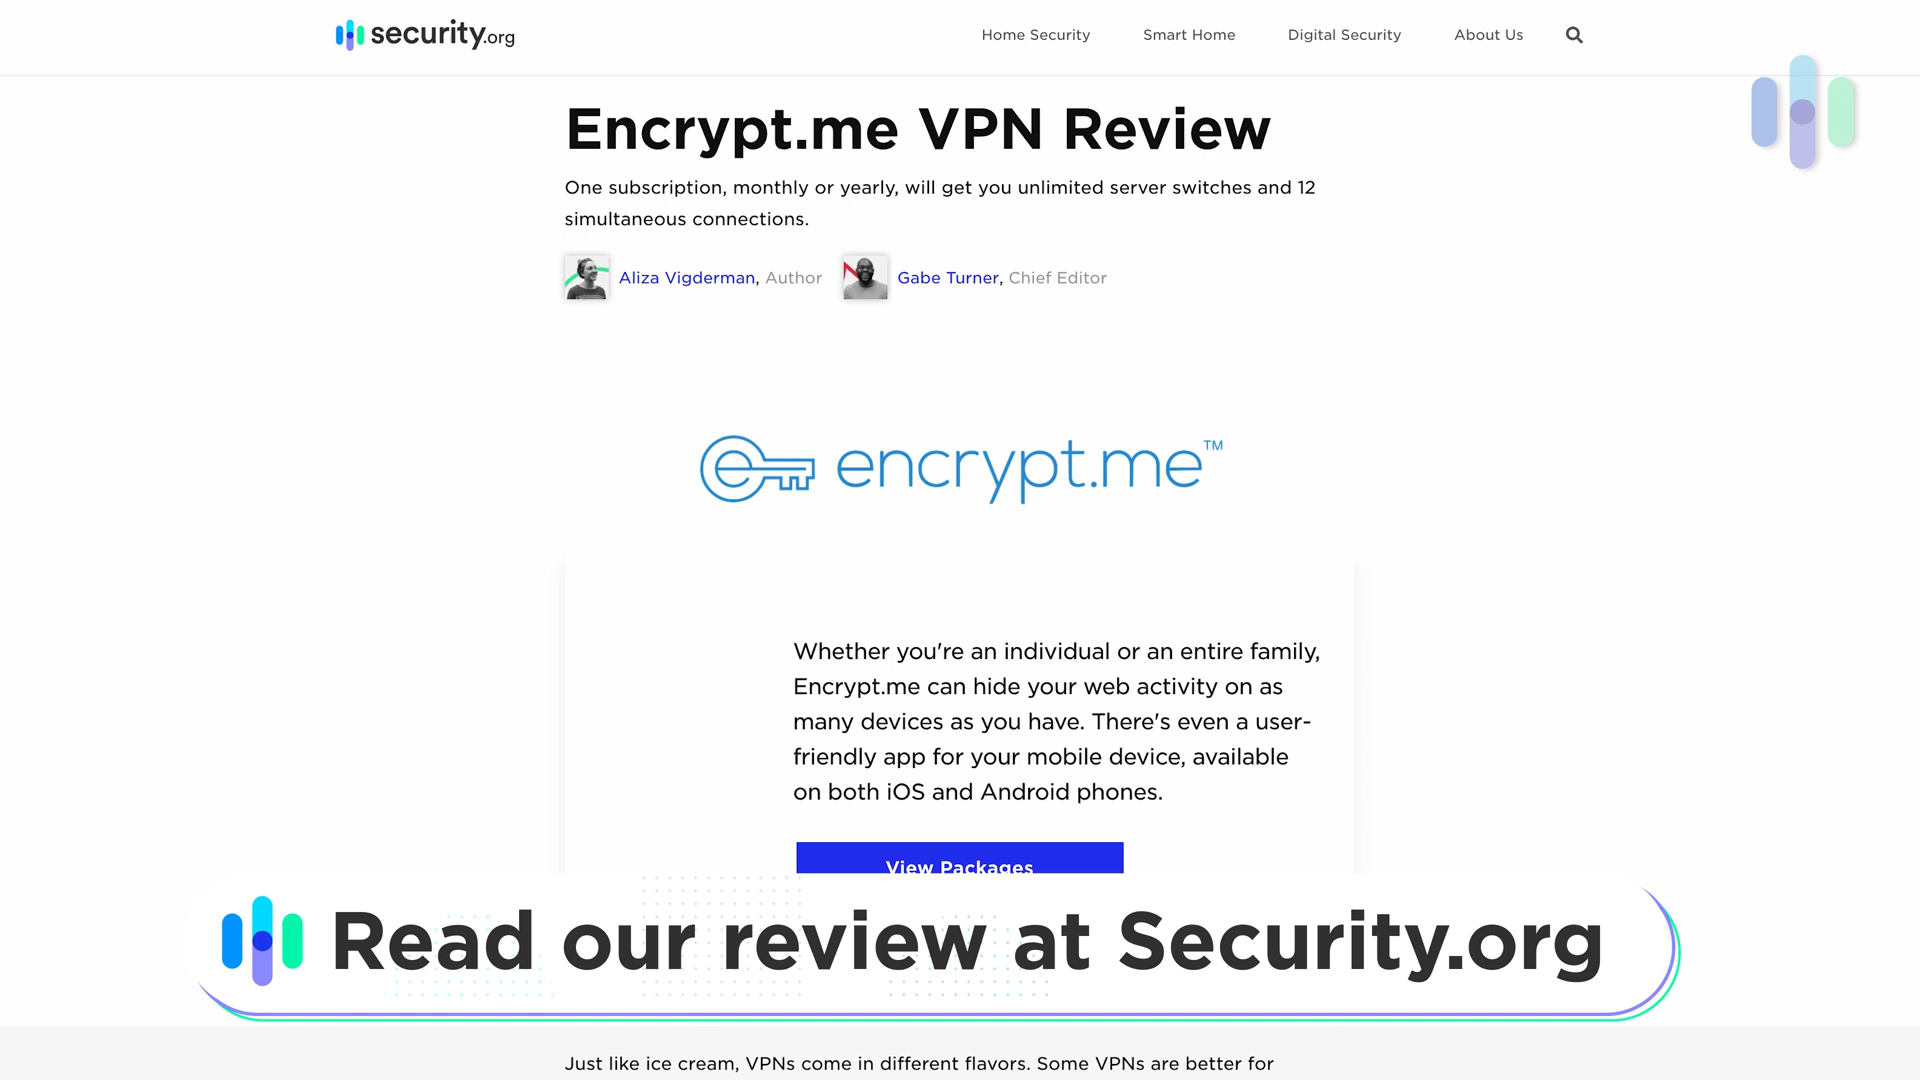 security.org
Home Security
Smart Home
Digital Security
About Us
Encrypt.me VPN Review
One subscription, monthly or yearly, will get you unlimited server switches and 12
simultaneous connections.
Aliza Vigderman, Author
Gabe Turner, Chief Editor
encrypt.me™
Whether you're an individual or an entire family,
Encrypt.me can hide your web activity on as
many devices as you have. There's even a user-
friendly app for your mobile device, available
on both iOS and Android phones.
View Packages
Read our review at Security.org
Just like ice cream, VPNs come in different flavors. Some VPNs are better for